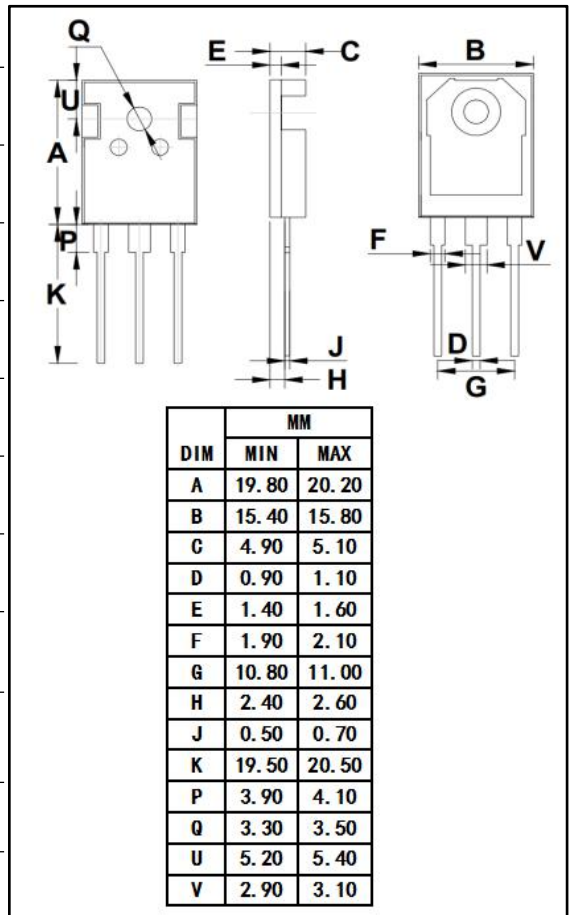 Q
E C B
U
A
P
F V
K
J D
H G
MM
DIM MIN MAX
A 19.80 20.20
B 15.40 15.80
C 4.90 5.10
D 0.90 1.10
E 1.40 1.60
F 1.90 2.10
G 10.80 11.00
H 2.40 2.60
J 0.50 0.70
K 19.50 20.50
P 3.90 4.10
Q 3.30 3.50
U 5.20 5.40
V 2.90 3.10